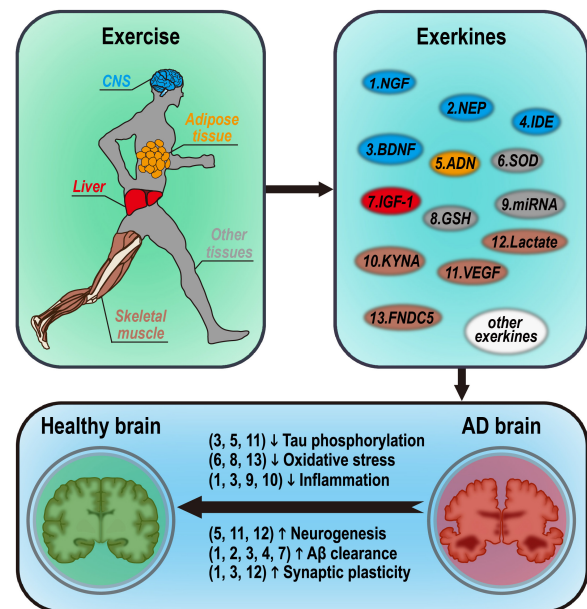 Exercise
CNS
Adipose
tissue
Liver
Other
tissues
Skeletal
muscle
Exerkines
1.NGF
2.NEP
4.IDE
3.BDNF
5.ADN
6.SOD
7.IGF-1
8.GSH
9.miRNA
12.Lactate
10.KYNA
11.VEGF
13.FNDC5
other
exerkines
Healthy brain
AD brain
(3, 5, 11) ↓ Tau phosphorylation
(6, 8, 13) ↓ Oxidative stress
(1, 3, 9, 10) ↓ Inflammation
(5, 11, 12) ↑ Neurogenesis
(1, 2, 3, 4, 7) ↑ Aβ clearance
(1, 3, 12) ↑ Synaptic plasticity